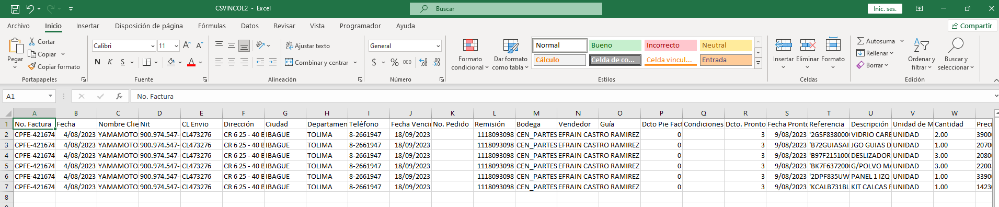 CSVINCOL2 - Excel
Buscar
Inic. ses.
Archivo Inicio Insertar Disposición de página Fórmulas Datos Revisar Vista Programador Ayuda
Compartir
Pegar
Cortar
Copiar
Copiar formato
Portapapeles
Calibri 11 A A
N K S A
Fuente
ab Ajustar texto
Combinar y centrar
Alineación
General
$ % 000
Número
Formato condicional
Dar formato como tabla
Normal Bueno Incorrecto Neutral
Cálculo Celda de co... Celda vincul... Entrada
Estilos
Insertar Eliminar Formato
Celdas
Autosuma
Rellenar
Borrar
Ordenar y filtrar
Buscar y seleccionar
Edición
A1 fx No. Factura
A B C D E F G H I J K L M N O P Q R S T U V W
1 No. Factura Fecha Nombre Clie Nit CL Envio Dirección Ciudad Departamen Teléfono Fecha Vencir No. Pedido Remisión Bodega Vendedor Guía Dcto Pie Fact Condiciones Dcto. Pronto Fecha Pronto Referencia Descripción Unidad de M Cantidad Preci
2 CPFE-421674 4/08/2023 YAMAMOTO 900.974.547- CL473276 CR 6 25 - 40 B IBAGUE TOLIMA 8-2661947 18/09/2023 1118093098 CEN_PARTES EFRAIN CASTRO RAMIREZ 0 3 9/08/2023 '2GSF838000 VIDRIO CARE UNIDAD 2.00 39000
3 CPFE-421674 4/08/2023 YAMAMOTO 900.974.547- CL473276 CR 6 25 - 40 B IBAGUE TOLIMA 8-2661947 18/09/2023 1118093098 CEN_PARTES EFRAIN CASTRO RAMIREZ 0 3 9/08/2023 'B72GUIASAI JGO GUIAS D UNIDAD 1.00 20700
4 CPFE-421674 4/08/2023 YAMAMOTO 900.974.547- CL473276 CR 6 25 - 40 B IBAGUE TOLIMA 8-2661947 18/09/2023 1118093098 CEN_PARTES EFRAIN CASTRO RAMIREZ 0 3 9/08/2023 'B97F2151000 DESLIZADOR UNIDAD 3.00 20800
5 CPFE-421674 4/08/2023 YAMAMOTO 900.974.547- CL473276 CR 6 25 - 40 B IBAGUE TOLIMA 8-2661947 18/09/2023 1118093098 CEN_PARTES EFRAIN CASTRO RAMIREZ 0 3 9/08/2023 'BK7F6372000 G/POLVO MA UNIDAD 3.00 2200.
6 CPFE-421674 4/08/2023 YAMAMOTO 900.974.547- CL473276 CR 6 25 - 40 B IBAGUE TOLIMA 8-2661947 18/09/2023 1118093098 CEN_PARTES EFRAIN CASTRO RAMIREZ 0 3 9/08/2023 '2DPF835UW PANEL 1 IZQ UNIDAD 1.00 33900
7 CPFE-421674 4/08/2023 YAMAMOTO 900.974.547- CL473276 CR 6 25 - 40 B IBAGUE TOLIMA 8-2661947 18/09/2023 1118093098 CEN_PARTES EFRAIN CASTRO RAMIREZ 0 3 9/08/2023 'KCALB731BL KIT CALCAS F UNIDAD 1.00 14230
8